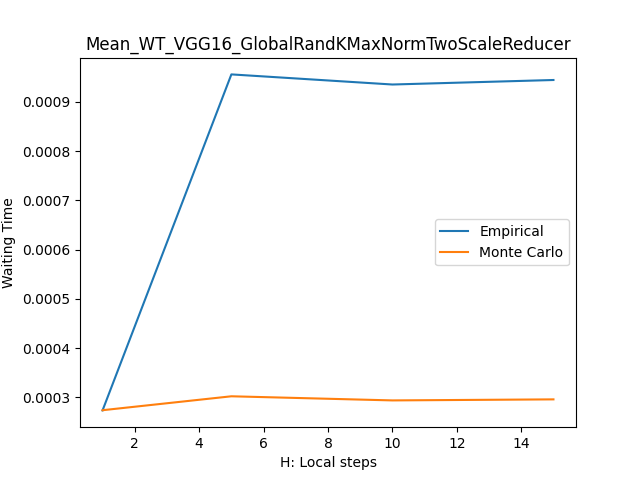 Mean_WT_VGG16_GlobalRandKMaxNormTwoScaleReducer
Waiting Time
0.0009
0.0008
0.0007
0.0006
0.0005
0.0004
0.0003
Empirical
Monte Carlo
2
4
6
8
10
12
14
H: Local steps